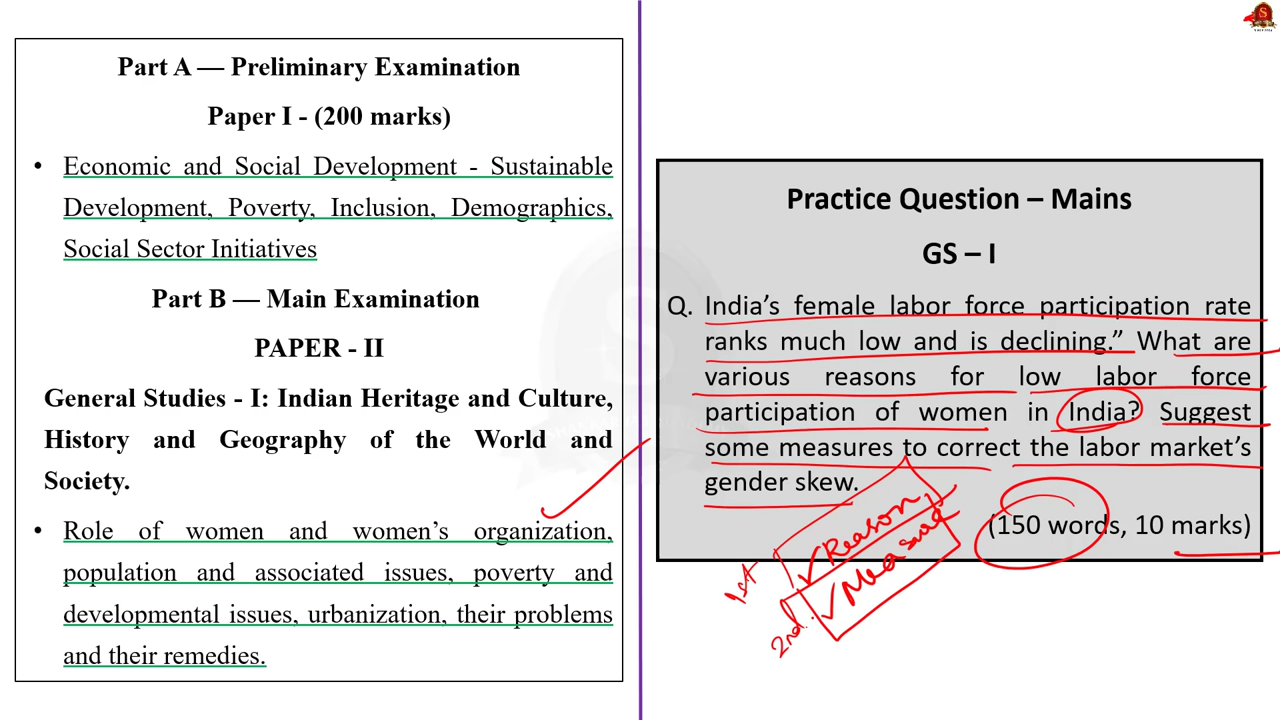 Part A — Preliminary Examination
Paper I - (200 marks)
• Economic and Social Development - Sustainable
Development, Poverty, Inclusion, Demographics,
Social Sector Initiatives
Part B — Main Examination
PAPER - II
General Studies - I: Indian Heritage and Culture,
History and Geography of the World and
Society.
• Role of women and women's organization,
population and associated issues, poverty and
developmental issues, urbanization, their problems
and their remedies.
Practice Question – Mains
GS – I
Q. India's female labor force participation rate
ranks much low and is declining.” What are
various reasons for low labor force
participation of women in India? Suggest
some measures to correct the labor market's
gender skew.
(150 words, 10 marks)
1st Reason
2nd